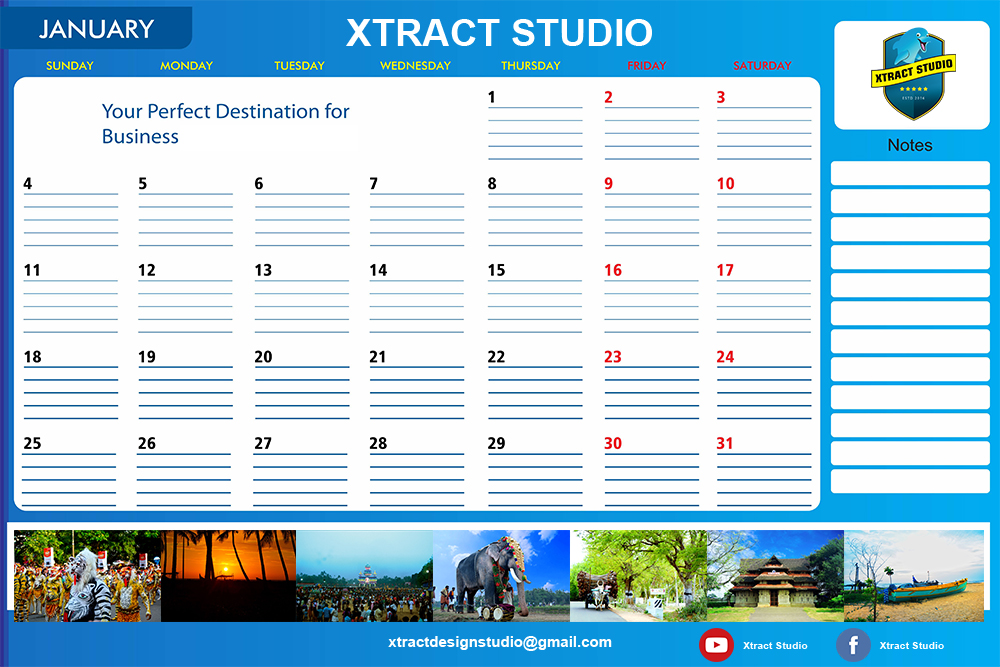 JANUARY
XTRACT STUDIO
SUNDAY MONDAY TUESDAY WEDNESDAY THURSDAY FRIDAY SATURDAY
XTRACT STUDIO
ESTD 2016
Your Perfect Destination for
Business
1 2 3
Notes
4 5 6 7 8 9 10
11 12 13 14 15 16 17
18 19 20 21 22 23 24
25 26 27 28 29 30 31
xtractdesignstudio@gmail.com
Xtract Studio
Xtract Studio